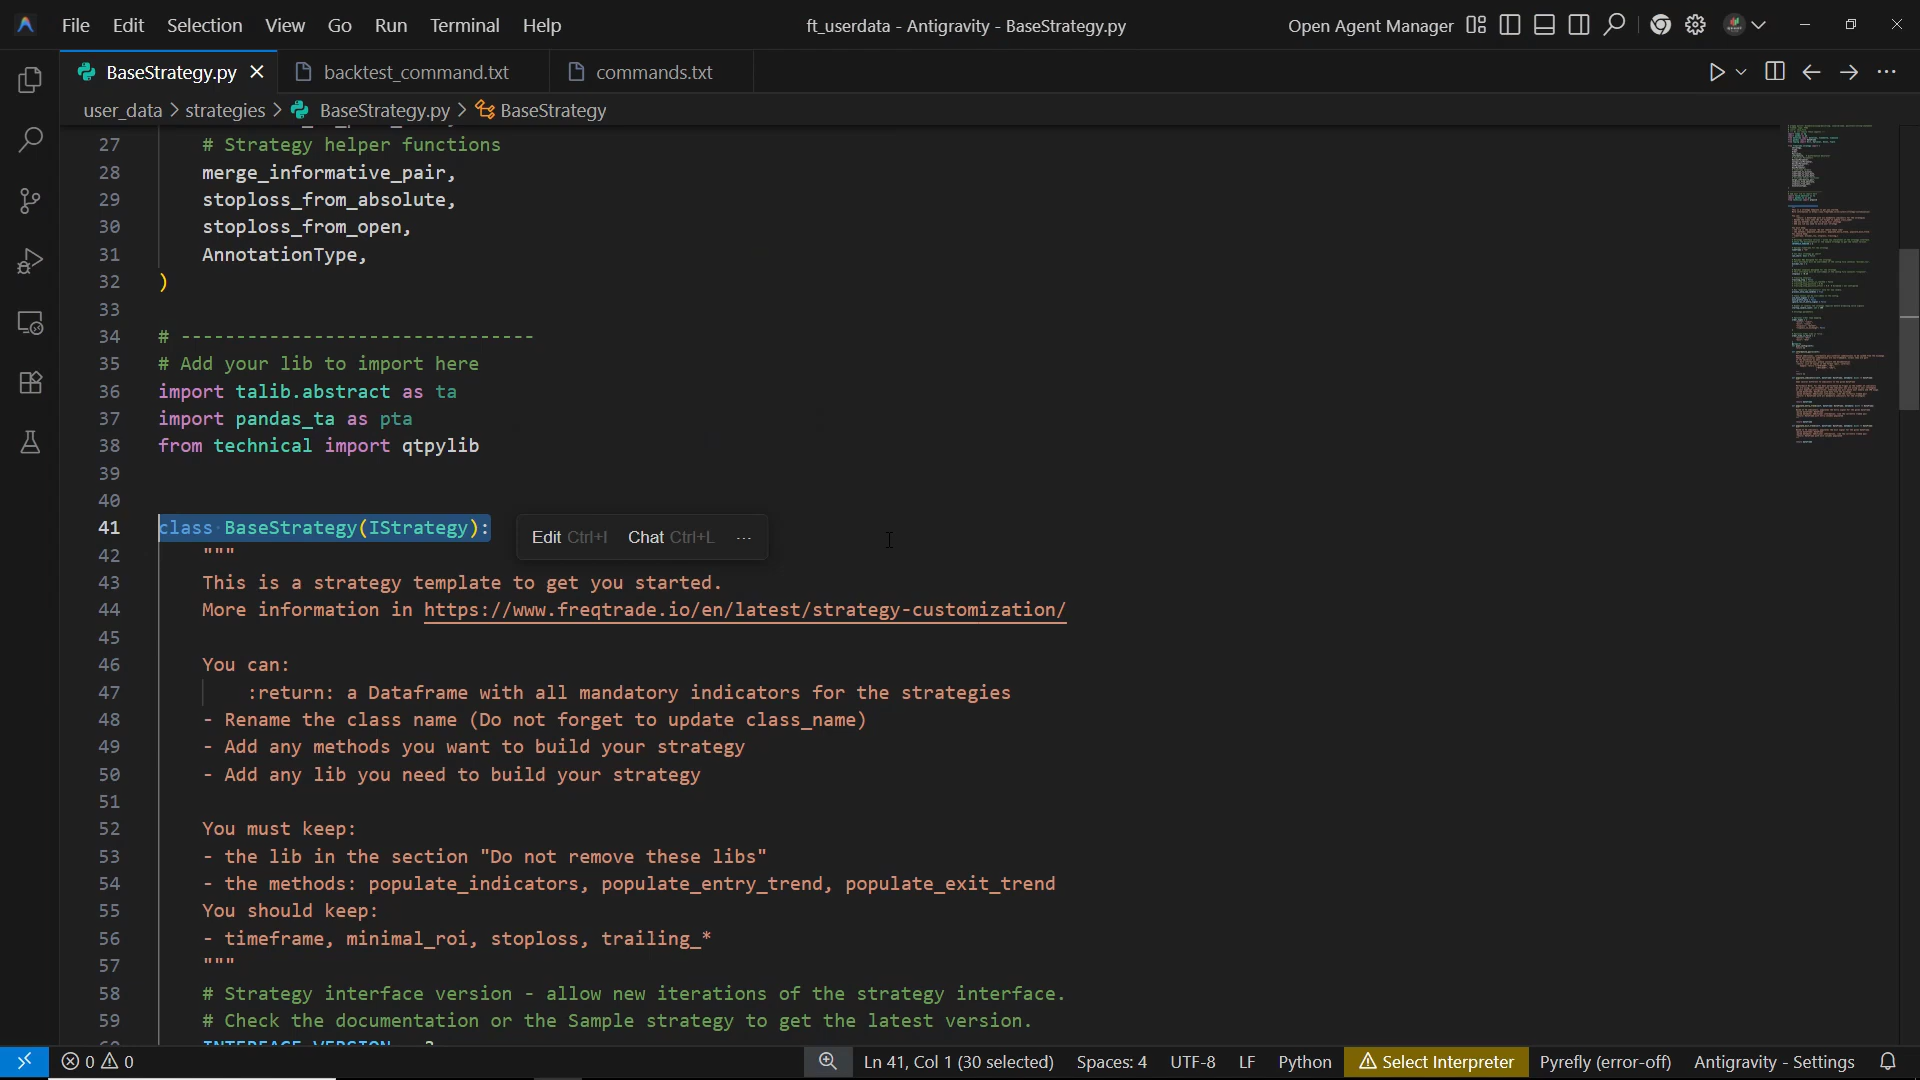 File Edit Selection View Go Run Terminal Help
ft_userdata - Antigravity - BaseStrategy.py
Open Agent Manager
BaseStrategy.py
backtest_command.txt
commands.txt
user_data > strategies > BaseStrategy.py > BaseStrategy
27 # Strategy helper functions
28 merge_informative_pair,
29 stoploss_from_absolute,
30 stoploss_from_open,
31 AnnotationType,
32 )
33
34 # --------------------------------
35 # Add your lib to import here
36 import talib.abstract as ta
37 import pandas_ta as pta
38 from technical import qtpylib
39
40
41 class BaseStrategy(IStrategy):
Edit Ctrl+I Chat Ctrl+L ...
42 """
43 This is a strategy template to get you started.
44 More information in https://www.freqtrade.io/en/latest/strategy-customization/
45
46 You can:
47 :return: a Dataframe with all mandatory indicators for the strategies
48 - Rename the class name (Do not forget to update class_name)
49 - Add any methods you want to build your strategy
50 - Add any lib you need to build your strategy
51
52 You must keep:
53 - the lib in the section "Do not remove these libs"
54 - the methods: populate_indicators, populate_entry_trend, populate_exit_trend
55 You should keep:
56 - timeframe, minimal_roi, stoploss, trailing_*
57 """
58 # Strategy interface version - allow new iterations of the strategy interface.
59 # Check the documentation or the Sample strategy to get the latest version.
0 0
Ln 41, Col 1 (30 selected) Spaces: 4 UTF-8 LF Python Select Interpreter Pyrefly (error-off) Antigravity - Settings